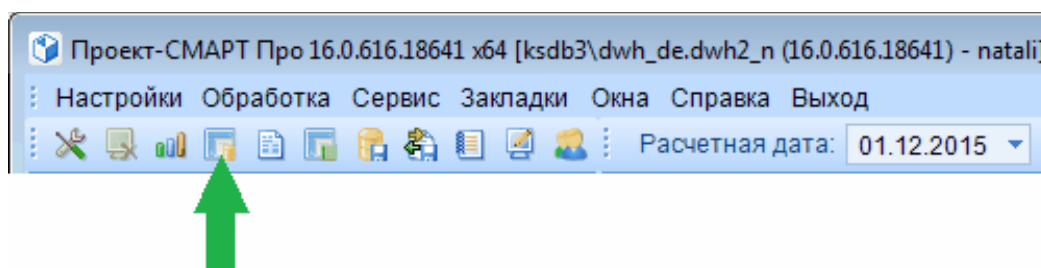 Проект-СМАРТ Про 16.0.616.18641 x64 [ksdb3\dwh_de.dwh2_n (16.0.616.18641) - natali]
Настройки Обработка Сервис Закладки Окна Справка Выход
Расчетная дата: 01.12.2015